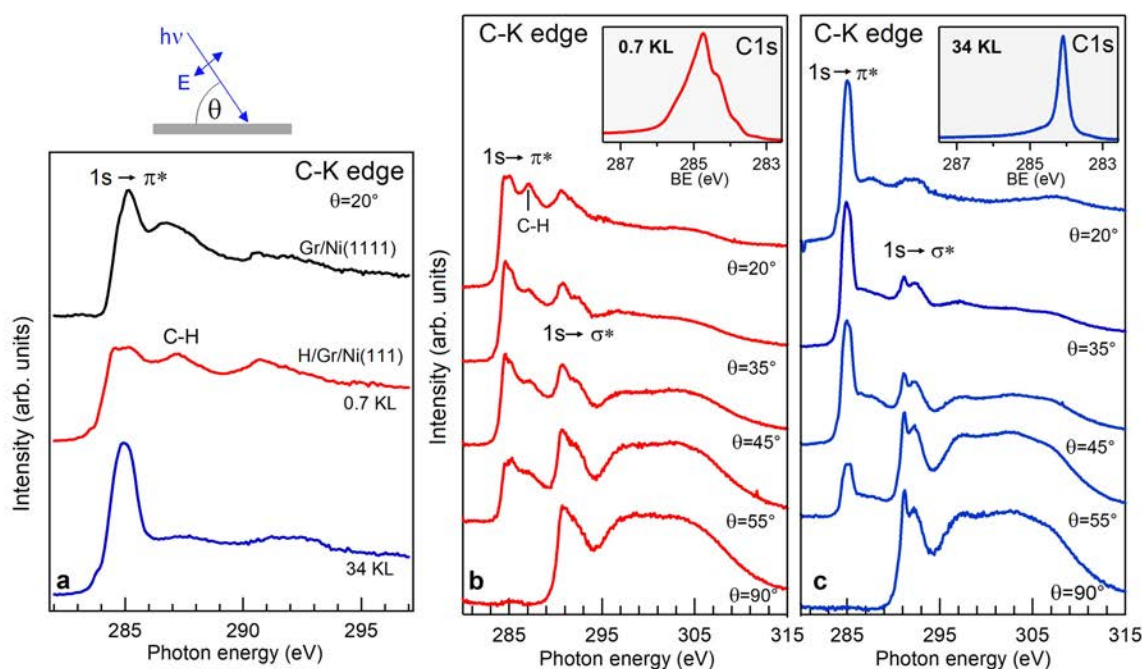 hν
E
θ
C-K edge
1s → π*
θ=20°
Gr/Ni(1111)
C-H
H/Gr/Ni(111)
0.7 KL
34 KL
a
Intensity (arb. units)
285 290 295
Photon energy (eV)
C-K edge
0.7 KL C1s
287 285 283
BE (eV)
1s → π*
C-H
θ=20°
1s → σ*
θ=35°
θ=45°
θ=55°
b
θ=90°
Intensity (arb. units)
285 295 305 315
Photon energy (eV)
C-K edge
34 KL C1s
287 285 283
BE (eV)
1s → π*
θ=20°
1s → σ*
θ=35°
θ=45°
θ=55°
c
θ=90°
285 295 305 315
Photon energy (eV)